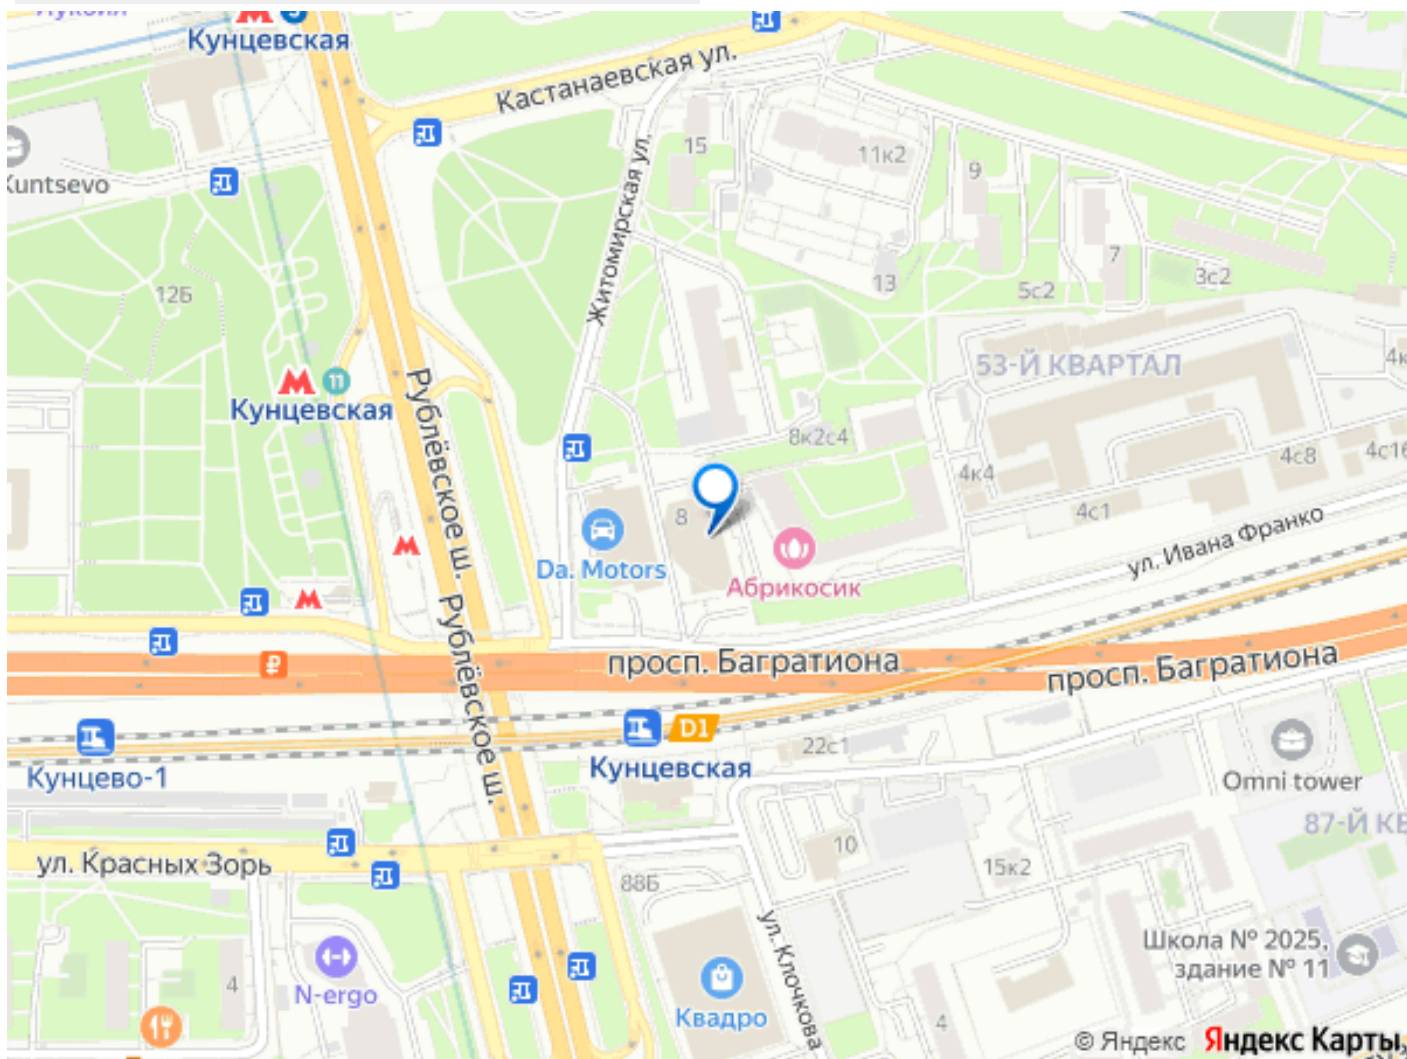 Кунцевская
Кастанаевская ул.
Kuntsevo
15
11к2
9
Житомирская ул.
7
3с2
13
5с2
12Б
53-Й КВАРТАЛ
4к
11
Кунцевская
Рублёвское ш.
8к2с4
4к4
4с8
4с16
8
4с1
ул. Ивана Франко
Da. Motors
Абрикосик
Рублёвское ш.
просп. Багратиона
просп. Багратиона
D1
22с1
Кунцево-1
Кунцевская
Omni tower
87-Й КВ
10
ул. Красных Зорь
15к2
88Б
ул. Клочкова
Школа № 2025,
здание № 11
4
N-ergo
Квадро
4
© Яндекс Яндекс Карты